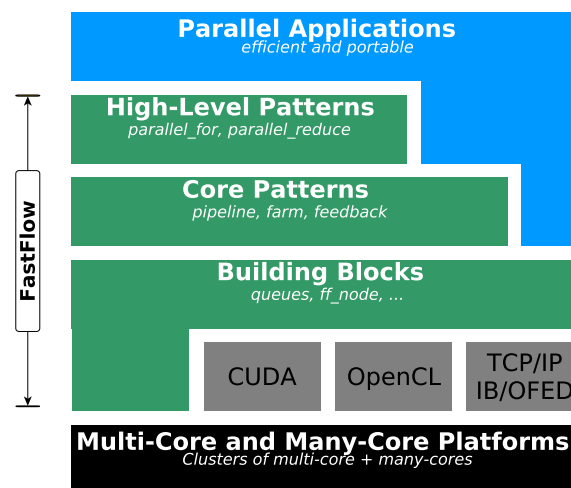 Parallel Applications
efficient and portable
High-Level Patterns
parallel_for, parallel_reduce
Core Patterns
pipeline, farm, feedback
FastFlow
Building Blocks
queues, ff_node, ...
CUDA
OpenCL
TCP/IP
IB/OFED
Multi-Core and Many-Core Platforms
Clusters of multi-core + many-cores